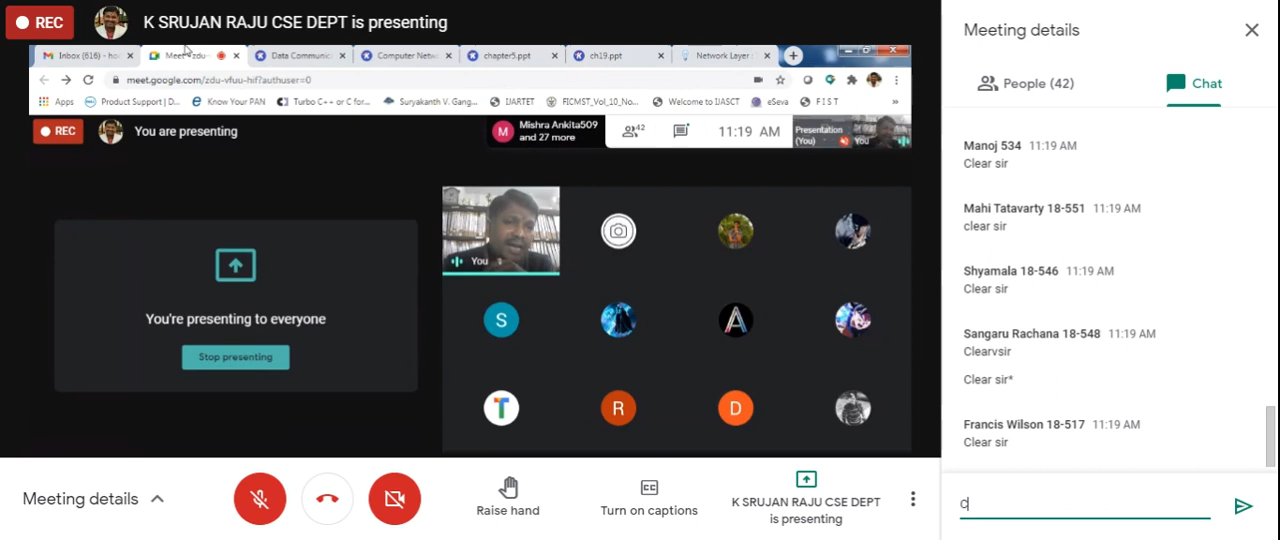 REC
K SRUJAN RAJU CSE DEPT is presenting
Inbox (616) - ho
Meet - zdu-
Data Communic
Computer Netw
chapter5.ppt
ch19.ppt
Network Layer
meet.google.com/zdu-vfuu-hif?authuser=0
Apps
Product Support | D...
Know Your PAN
Turbo C++ or C for...
Suryakanth V. Gang...
IJARTET
FICMST_Vol_10_No...
Welcome to IJASCT
eSeva
F I S T
REC
You are presenting
M
Mishra Ankita509
and 27 more
42
11:19 AM
Presentation
(You)
You
You
You're presenting to everyone
Stop presenting
S
A
T
R
D
Meeting details
Raise hand
Turn on captions
K SRUJAN RAJU CSE DEPT
is presenting
Meeting details
People (42)
Chat
Manoj 534 11:19 AM
Clear sir
Mahi Tatavarty 18-551 11:19 AM
clear sir
Shyamala 18-546 11:19 AM
Clear sir
Sangaru Rachana 18-548 11:19 AM
Clearvsir
Clear sir*
Francis Wilson 18-517 11:19 AM
Clear sir
c